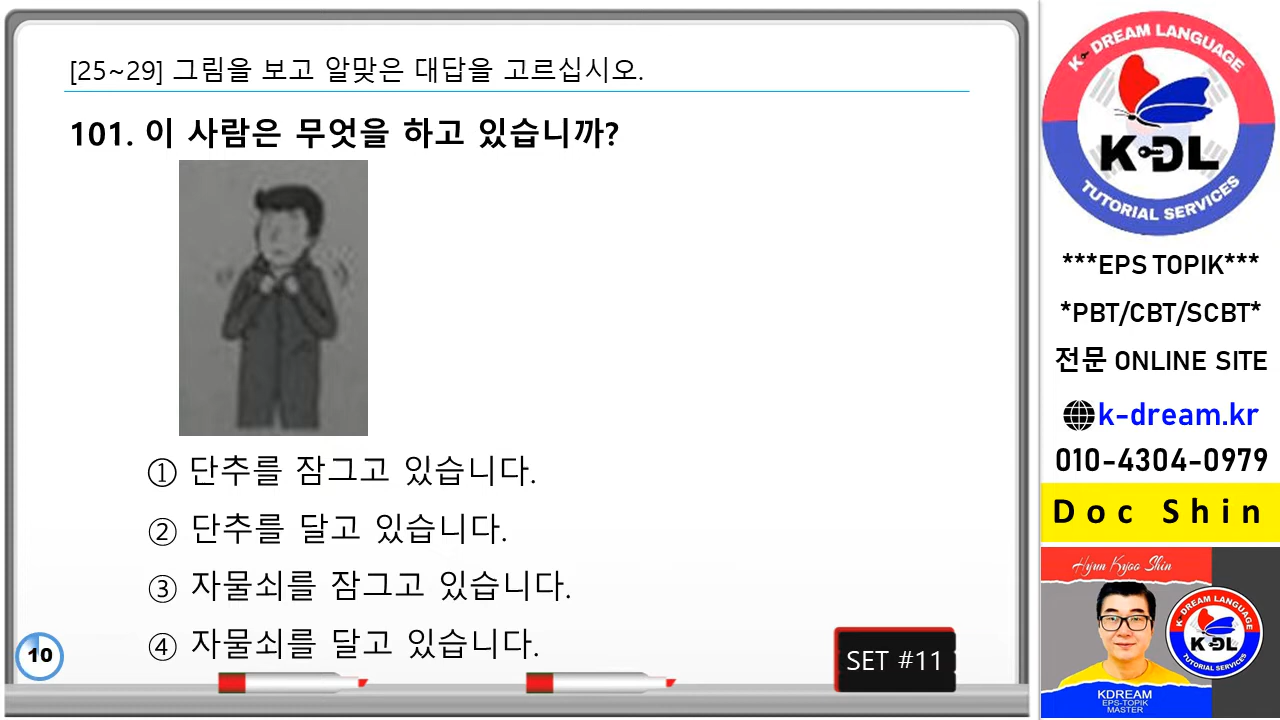 [25~29] 그림을 보고 알맞은 대답을 고르십시오.
101. 이 사람은 무엇을 하고 있습니까?
① 단추를 잠그고 있습니다.
② 단추를 달고 있습니다.
③ 자물쇠를 잠그고 있습니다.
④ 자물쇠를 달고 있습니다.
10
SET #11
K-DREAM LANGUAGE
K DL
TUTORIAL SERVICES
***EPS TOPIK***
*PBT/CBT/SCBT*
전문 ONLINE SITE
k-dream.kr
010-4304-0979
Doc Shin
Hyun Kyoo Shin
K-DREAM LANGUAGE
K DL
TUTORIAL SERVICES
KDREAM
EPS-TOPIK
MASTER